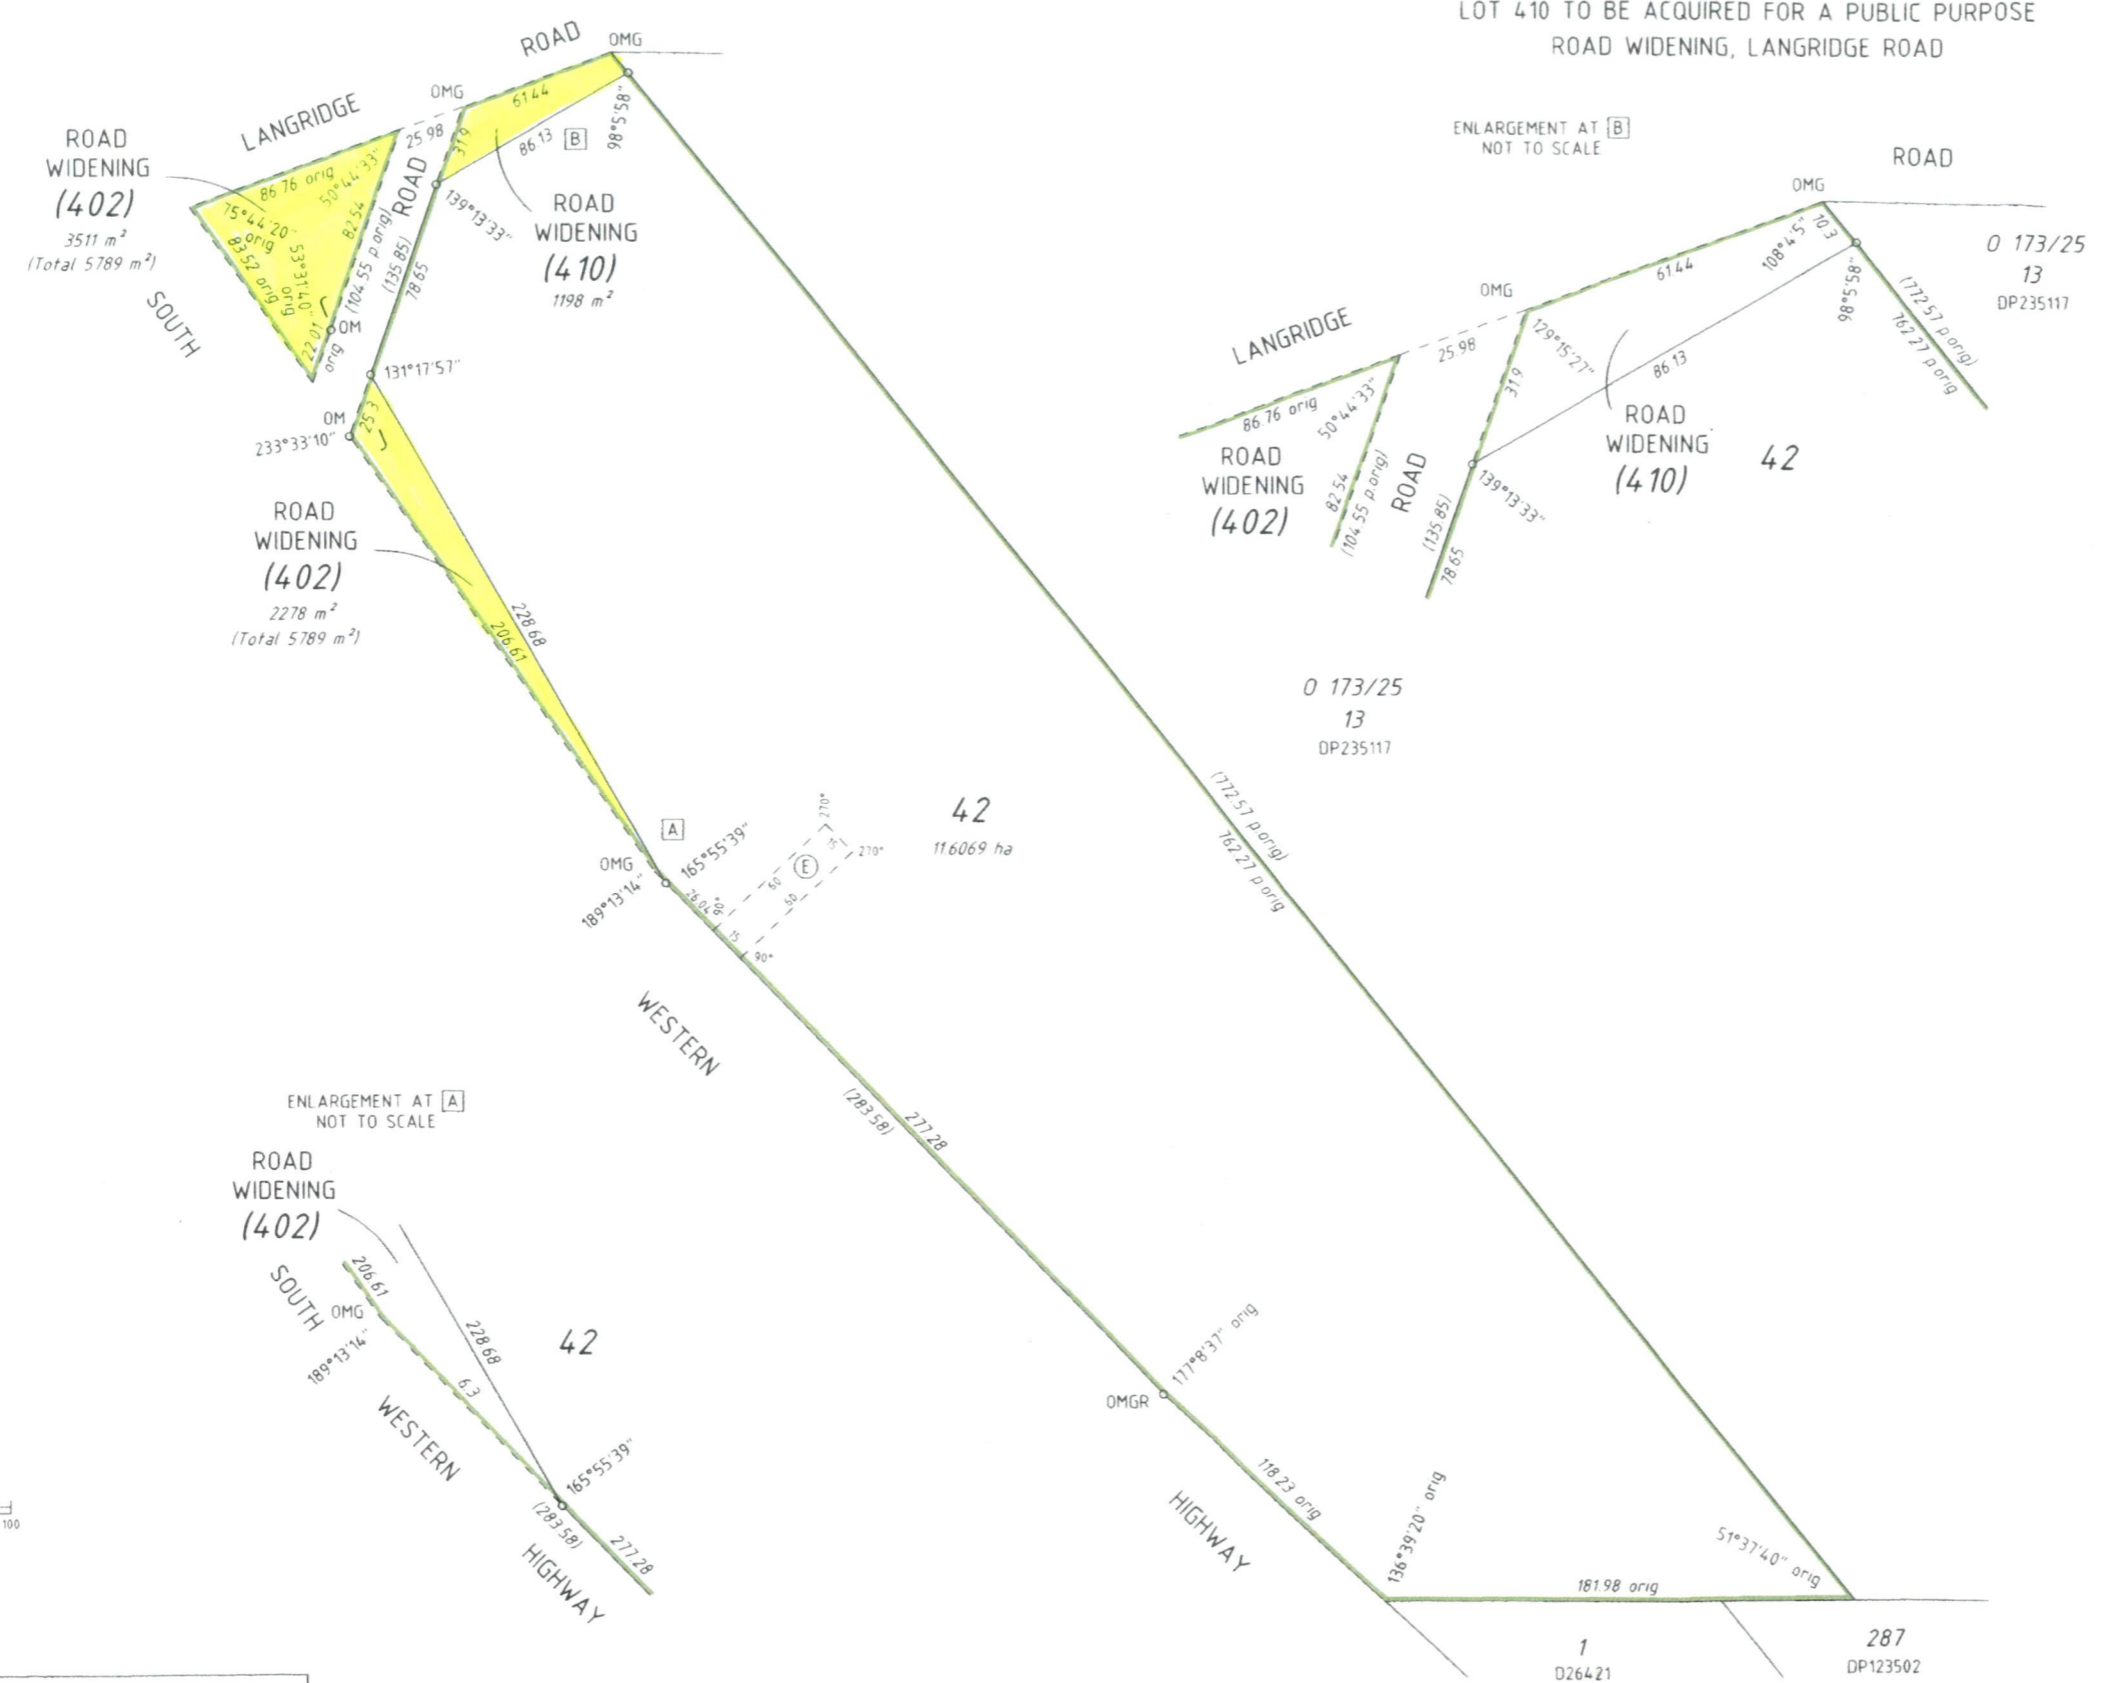 LOT 410 TO BE ACQUIRED FOR A PUBLIC PURPOSE
ROAD WIDENING, LANGRIDGE ROAD
ROAD
OMG
OMG
61.44
LANGRIDGE
25.98
31.9
86.13
B
98°5'58"
ROAD
WIDENING
(402)
3511 m²
(Total 5789 m²)
86.76 orig
50°44'33"
75°44'20"
orig
83.52 orig
53°31'40"
orig
82.54
(104.55 p.orig)
ROAD
(135.85)
78.65
139°13'33"
ROAD
WIDENING
(410)
1198 m²
SOUTH
22.01
orig
OM
131°17'57"
OM
25.3
233°33'10"
ROAD
WIDENING
(402)
2278 m²
(Total 5789 m²)
228.68
206.61
ENLARGEMENT AT B
NOT TO SCALE
ROAD
OMG
10.3
108°4'5"
O 173/25
13
DP235117
61.44
98°5'58"
(772.57 p.orig)
762.27 p.orig
OMG
LANGRIDGE
25.98
129°15'27"
86.13
31.9
86.76 orig
50°44'33"
ROAD
WIDENING
(402)
82.54
(104.55 p.orig)
ROAD
(135.85)
78.65
139°13'33"
ROAD
WIDENING
(410)
42
O 173/25
13
DP235117
(772.57 p.orig)
762.27 p.orig
A
OMG
165°55'39"
189°13'14"
26.04
90°
15
90°
60
60
E
15
270°
270°
42
11.6069 ha
WESTERN
(283.58)
277.28
ENLARGEMENT AT A
NOT TO SCALE
ROAD
WIDENING
(402)
206.61
SOUTH
OMG
228.68
42
189°13'14"
6.3
WESTERN
165°55'39"
(283.58)
277.28
HIGHWAY
100
OMGR
177°8'37" orig
118.23 orig
HIGHWAY
136°39'20" orig
51°37'40" orig
181.98 orig
1
D26421
287
DP123502